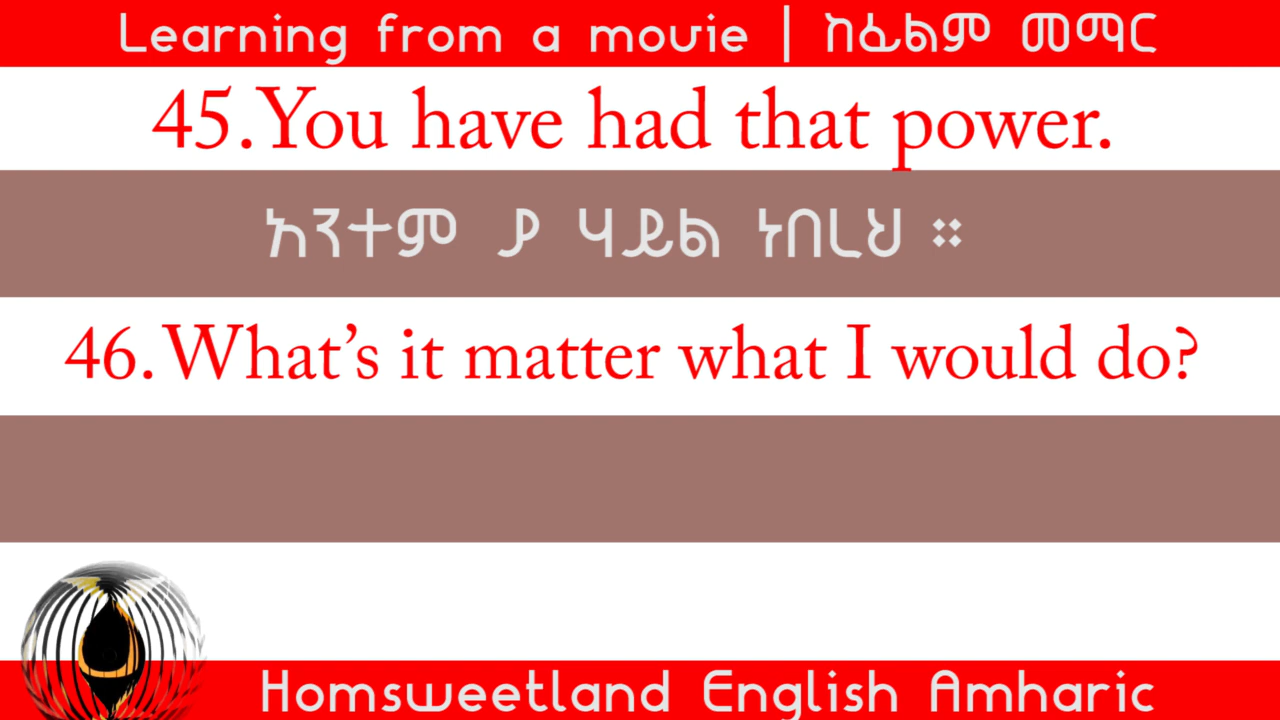 Learning from a movie | ከፊልም መማር
45. You have had that power.
አንተም ያ ሃይል ነበረህ ።
46. What’s it matter what I would do?
Homsweetland English Amharic